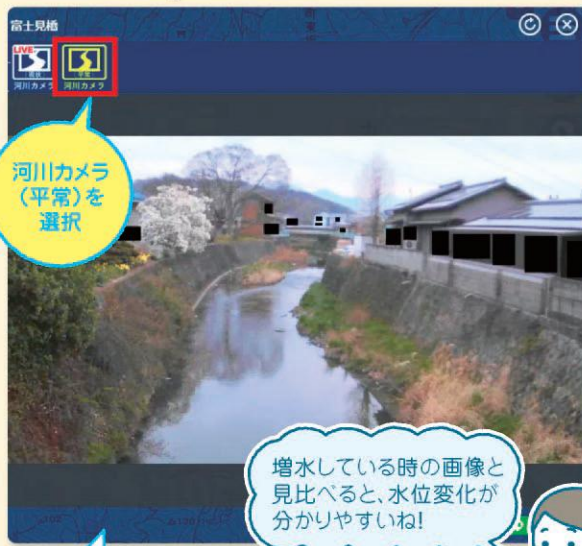 富士見橋
LIVE
現状
平常
河川カメラ
河川カメラ
河川カメラ
(平常)を
選択
増水している時の画像と
見比べると、水位変化が
分かりやすいね!